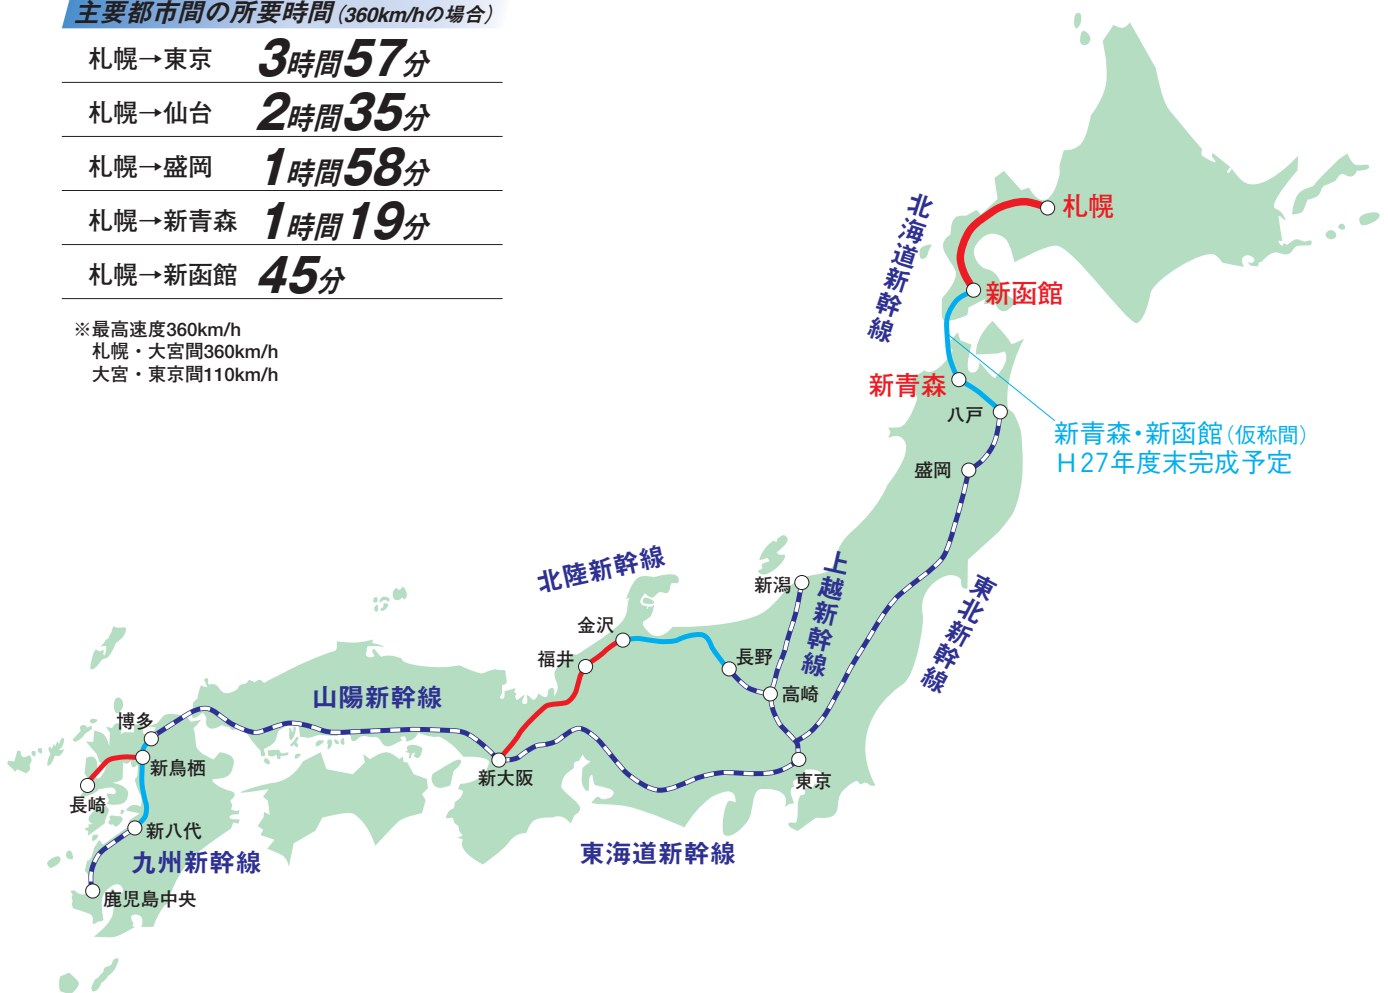 主要都市間の所要時間(360km/hの場合)
札幌→東京 3時間57分
札幌→仙台 2時間35分
札幌→盛岡 1時間58分
札幌→新青森 1時間19分
札幌→新函館 45分
※最高速度360km/h
札幌・大宮間360km/h
大宮・東京間110km/h
北海道新幹線
札幌
新函館
新青森
八戸
新青森・新函館(仮称間)
H27年度末完成予定
盛岡
北陸新幹線
新潟
上越新幹線
東北新幹線
金沢
福井
長野
高崎
山陽新幹線
博多
新鳥栖
新大阪
東京
長崎
新八代
東海道新幹線
九州新幹線
鹿児島中央